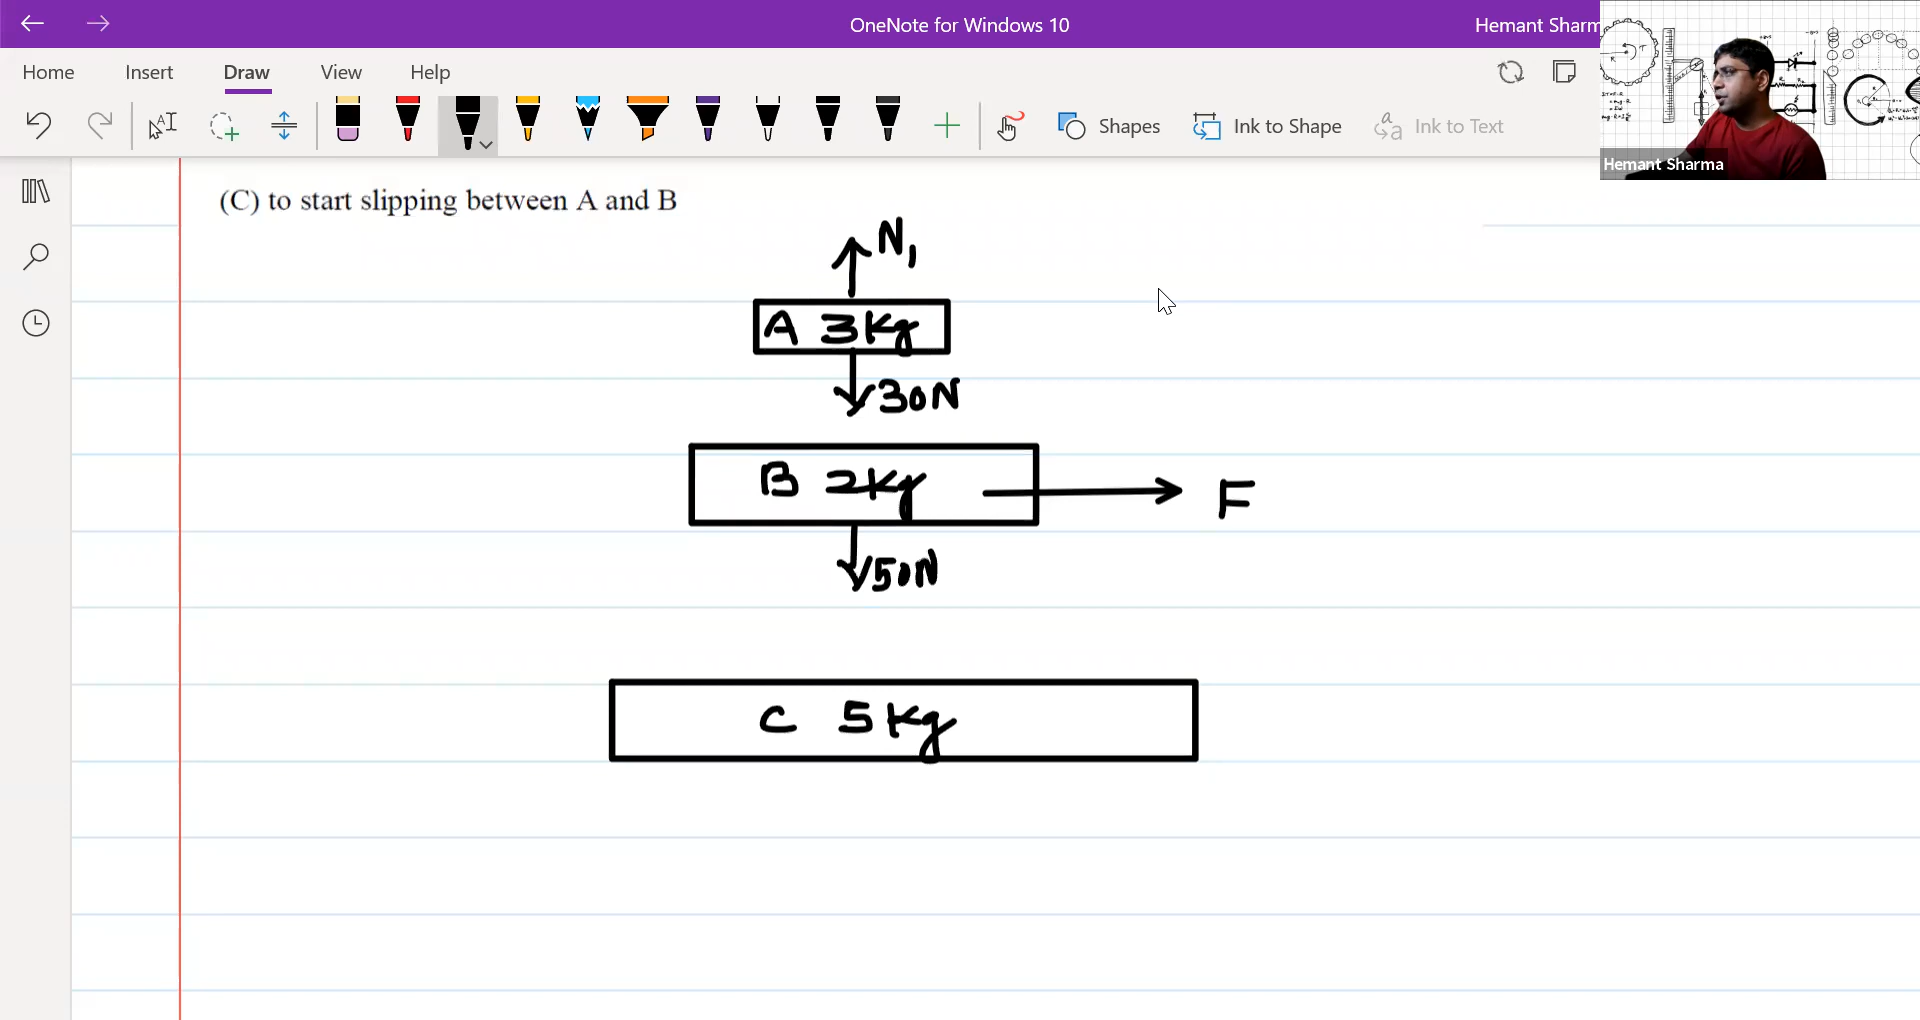 OneNote for Windows 10
Hemant Sharm
Home Insert Draw View Help
Shapes Ink to Shape Ink to Text
Hemant Sharma
(C) to start slipping between A and B
N₁
A 3kg
30N
B 2kg
F
50N
C 5kg